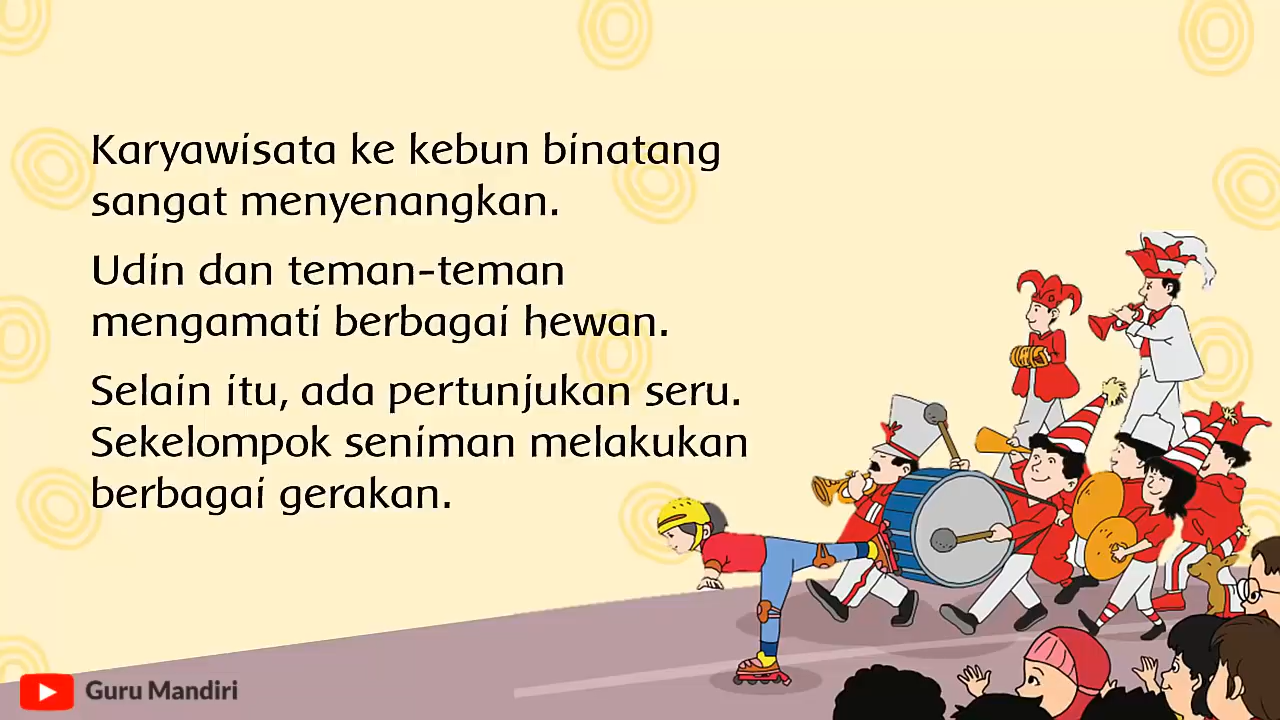 Karyawisata ke kebun binatang
sangat menyenangkan.
Udin dan teman-teman
mengamati berbagai hewan.
Selain itu, ada pertunjukan seru.
Sekelompok seniman melakukan
berbagai gerakan.
Guru Mandiri